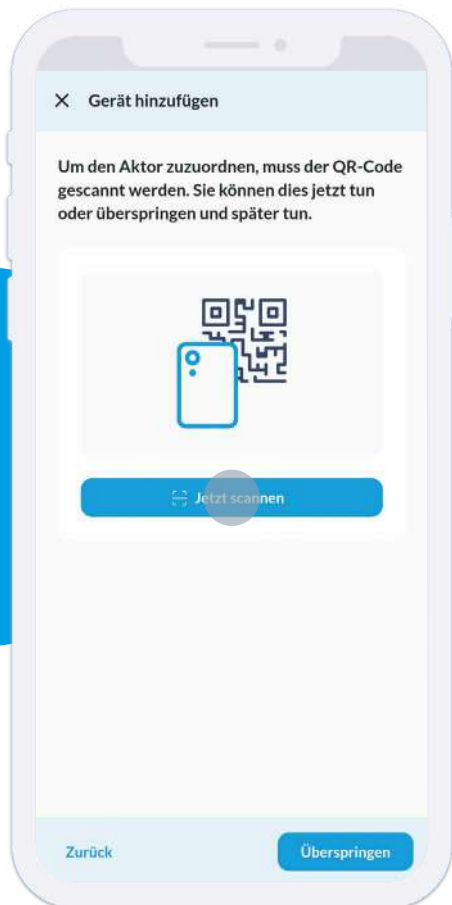 Gerät hinzufügen
Um den Aktor zuzuordnen, muss der QR-Code
gescannt werden. Sie können dies jetzt tun
oder überspringen und später tun.
Jetzt scannen
Zurück
Überspringen